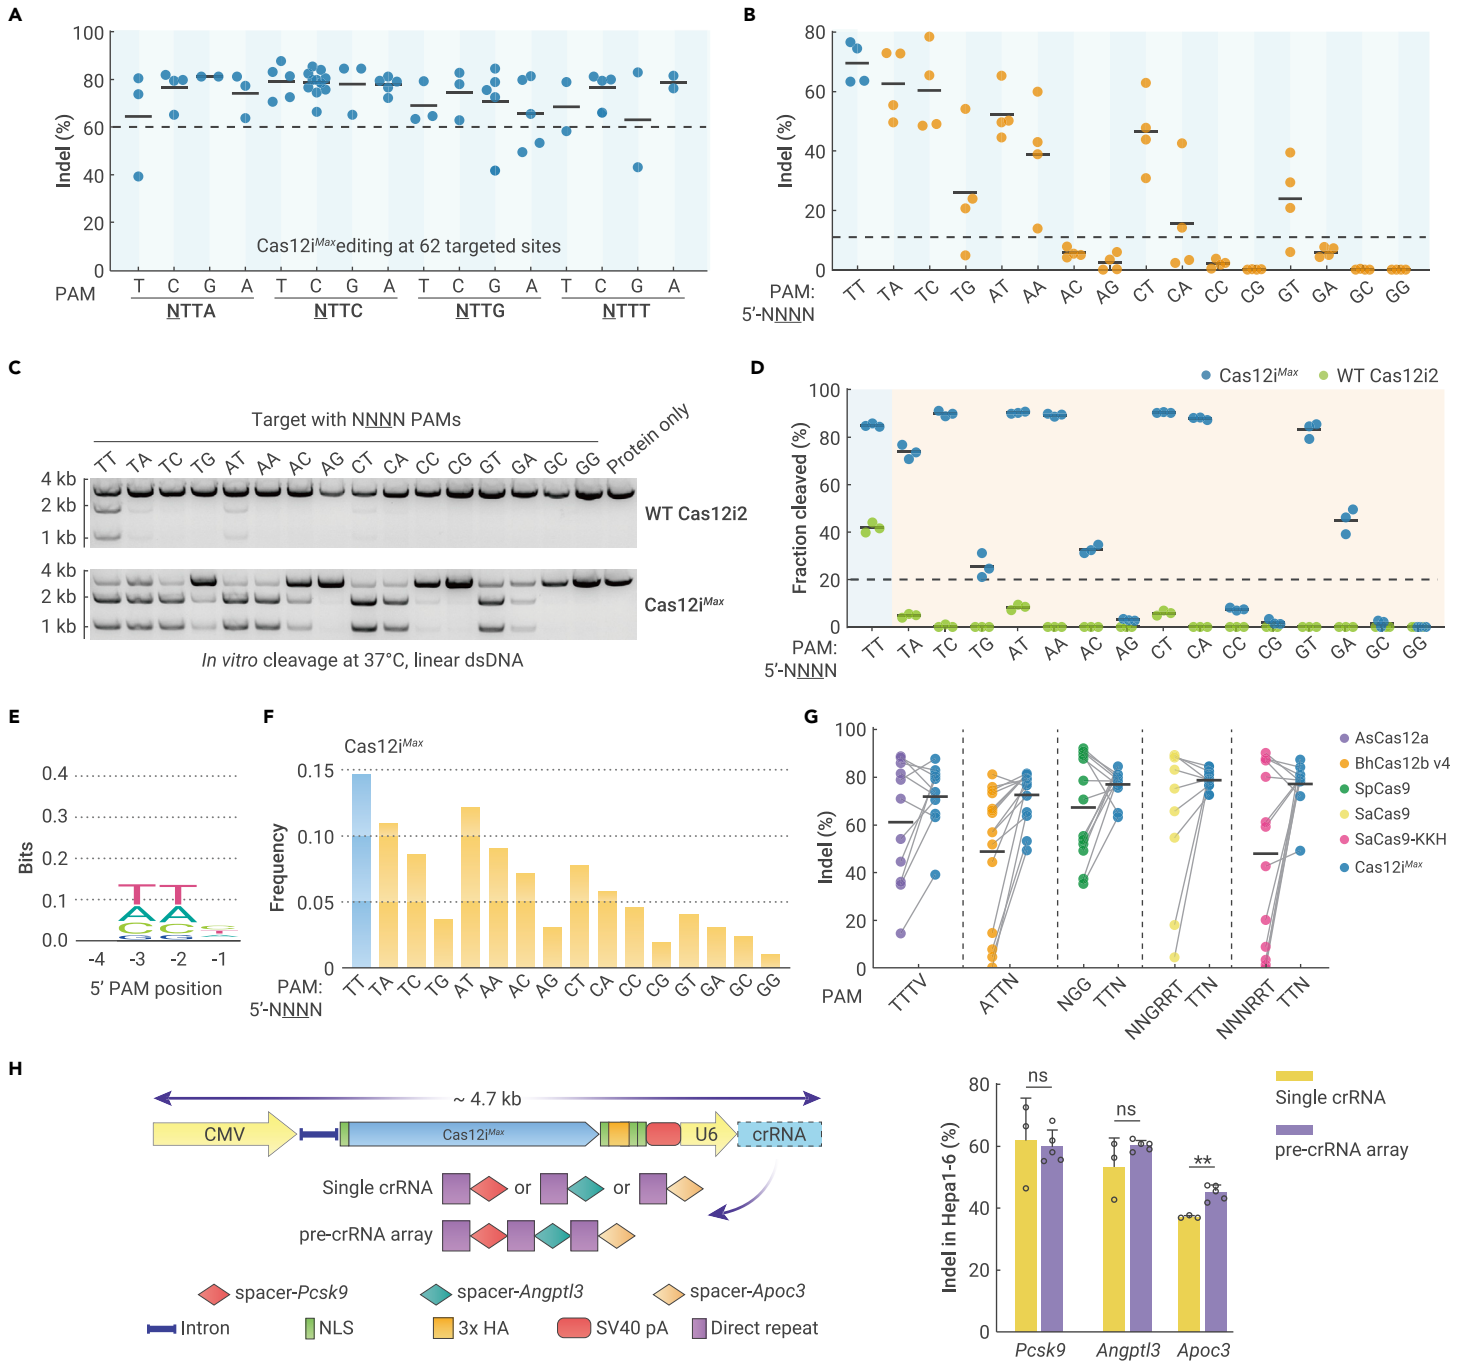 A
100
80
60
40
20
0
Indel (%)
Cas12iMax editing at 62 targeted sites
PAM
T C G A T C G A T C G A T C G A
NTTA NTTC NTTG NTTT
B
80
60
40
20
0
Indel (%)
TT TA TC TG AT AA AC AG CT CA CC CG GT GA GC GG
PAM:
5'-NNNN
C
Target with NNNN PAMs
TT TA TC TG AT AA AC AG CT CA CC CG GT GA GC GG Protein only
4 kb
2 kb
1 kb
WT Cas12i2
4 kb
2 kb
1 kb
Cas12iMax
In vitro cleavage at 37°C, linear dsDNA
D
Cas12iMax WT Cas12i2
100
80
60
40
20
0
Fraction cleaved (%)
TT TA TC TG AT AA AC AG CT CA CC CG GT GA GC GG
PAM:
5'-NNNN
E
0.4
0.3
0.2
0.1
0.0
Bits
T T
A A
C C
G G
-4 -3 -2 -1
5' PAM position
F
Cas12iMax
0.15
0.10
0.05
0
Frequency
TT TA TC TG AT AA AC AG CT CA CC CG GT GA GC GG
PAM:
5'-NNNN
G
100
80
60
40
20
0
Indel (%)
PAM
TTTV ATTN NGG TTN NNGRRT TTN NNNRRT TTN
AsCas12a
BhCas12b v4
SpCas9
SaCas9
SaCas9-KKH
Cas12iMax
H
~ 4.7 kb
CMV Cas12iMax U6 crRNA
Single crRNA or or
pre-crRNA array
spacer-Pcsk9 spacer-Angptl3 spacer-Apoc3
Intron NLS 3x HA SV40 pA Direct repeat
80
60
40
20
0
Indel in Hepa1-6 (%)
ns
ns
**
Pcsk9 Angptl3 Apoc3
Single crRNA
pre-crRNA array